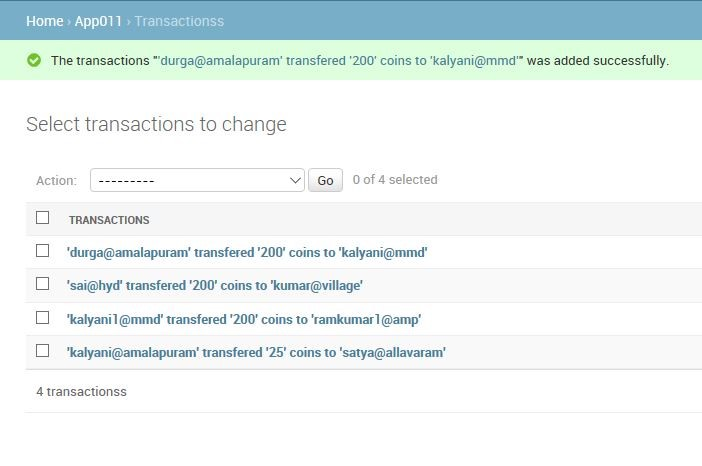 Home › App011 › Transactionss
The transactions "'durga@amalapuram' transfered '200' coins to 'kalyani@mmd'" was added successfully.
Select transactions to change
Action: --------- Go 0 of 4 selected
TRANSACTIONS
'durga@amalapuram' transfered '200' coins to 'kalyani@mmd'
'sai@hyd' transfered '200' coins to 'kumar@village'
'kalyani1@mmd' transfered '200' coins to 'ramkumar1@amp'
'kalyani@amalapuram' transfered '25' coins to 'satya@allavaram'
4 transactionss